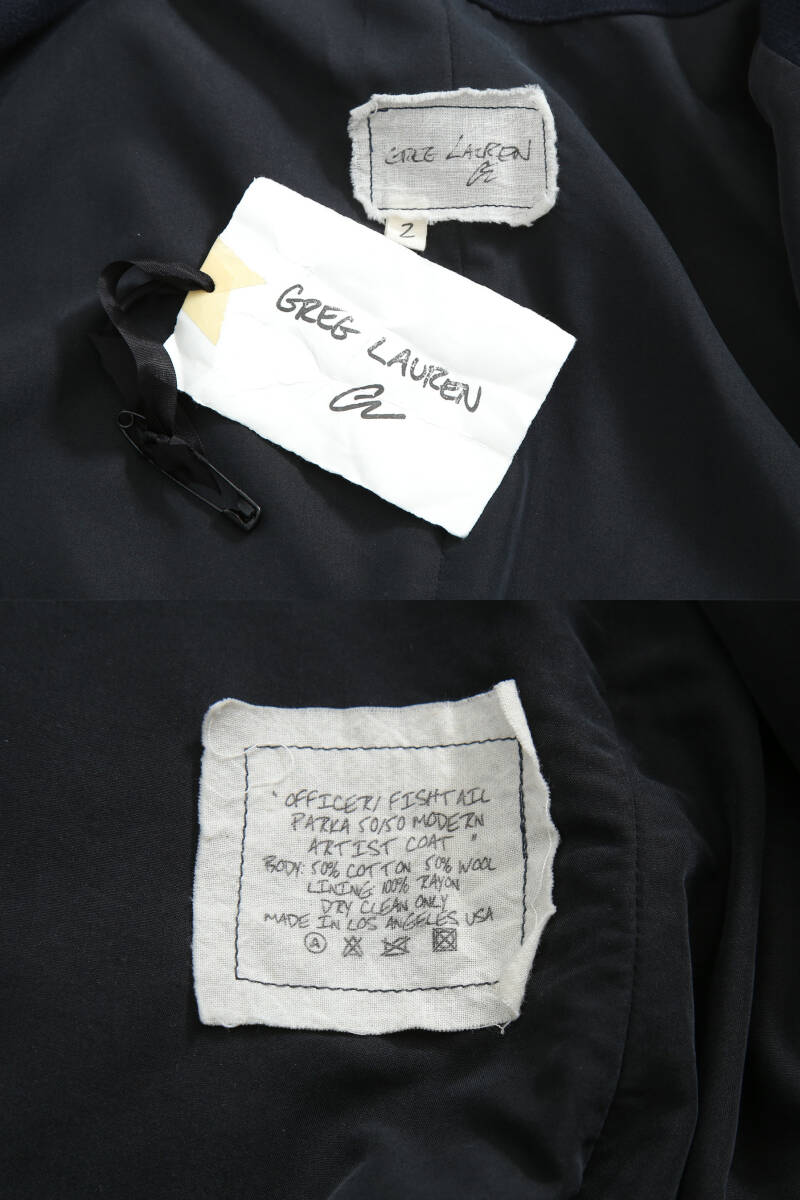 GREG LAUREN
GL
2
GREG LAUREN
GL
"OFFICER/ FISHTAIL
PARKA 50/50 MODERN
ARTIST COAT"
BODY: 50% COTTON 50% WOOL
LINING: 100% RAYON
DRY CLEAN ONLY
MADE IN LOS ANGELES USA
A